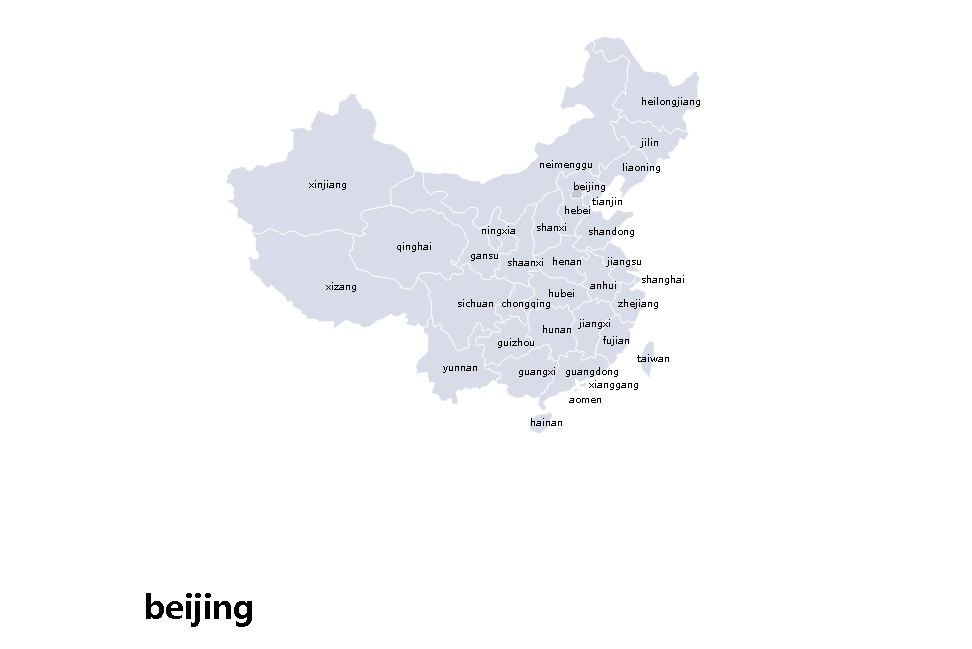 heilongjiang
jilin
neimenggu
liaoning
xinjiang
beijing
tianjin
hebei
ningxia
shanxi
shandong
qinghai
gansu
shaanxi
henan
jiangsu
shanghai
xizang
anhui
hubei
sichuan
chongqing
zhejiang
jiangxi
hunan
guizhou
fujian
taiwan
yunnan
guangxi
guangdong
xianggang
aomen
hainan
beijing